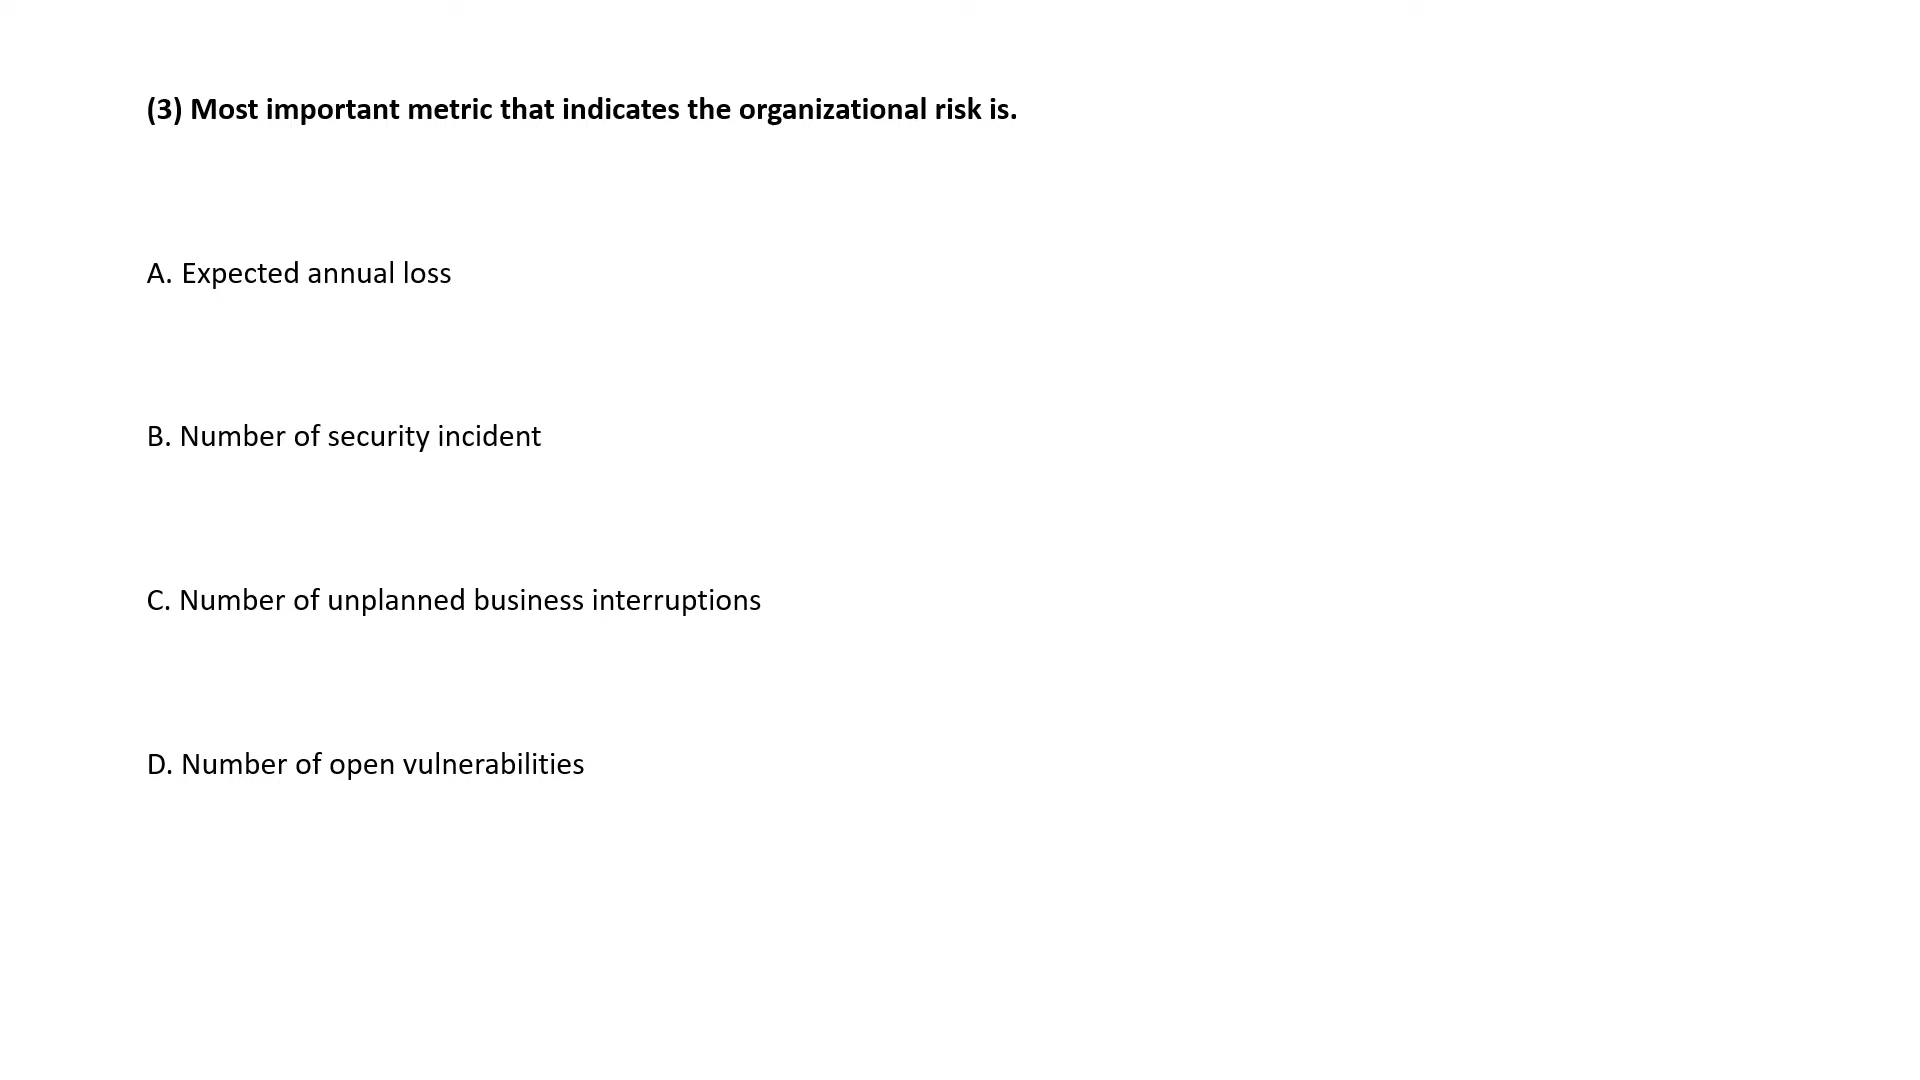 (3) Most important metric that indicates the organizational risk is.
A. Expected annual loss
B. Number of security incident
C. Number of unplanned business interruptions
D. Number of open vulnerabilities